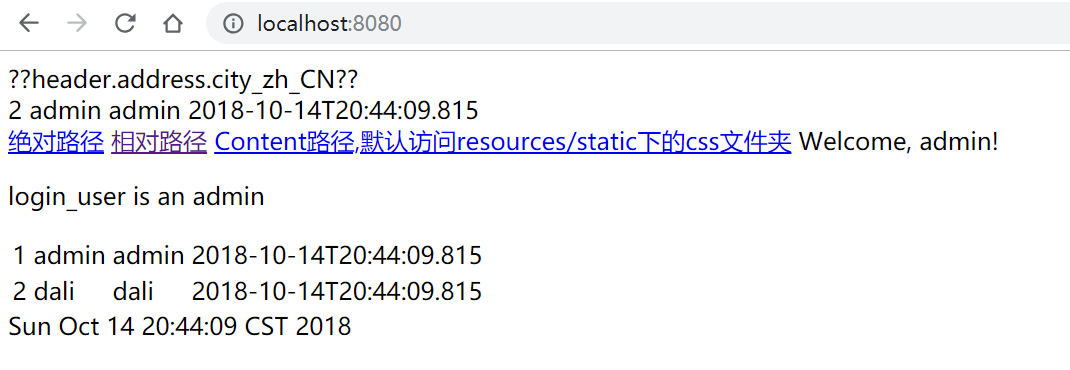 localhost:8080
??header.address.city_zh_CN??
2 admin admin 2018-10-14T20:44:09.815
绝对路径 相对路径 Content路径,默认访问resources/static下的css文件夹 Welcome, admin!
login_user is an admin
1 admin admin 2018-10-14T20:44:09.815
2 dali dali 2018-10-14T20:44:09.815
Sun Oct 14 20:44:09 CST 2018